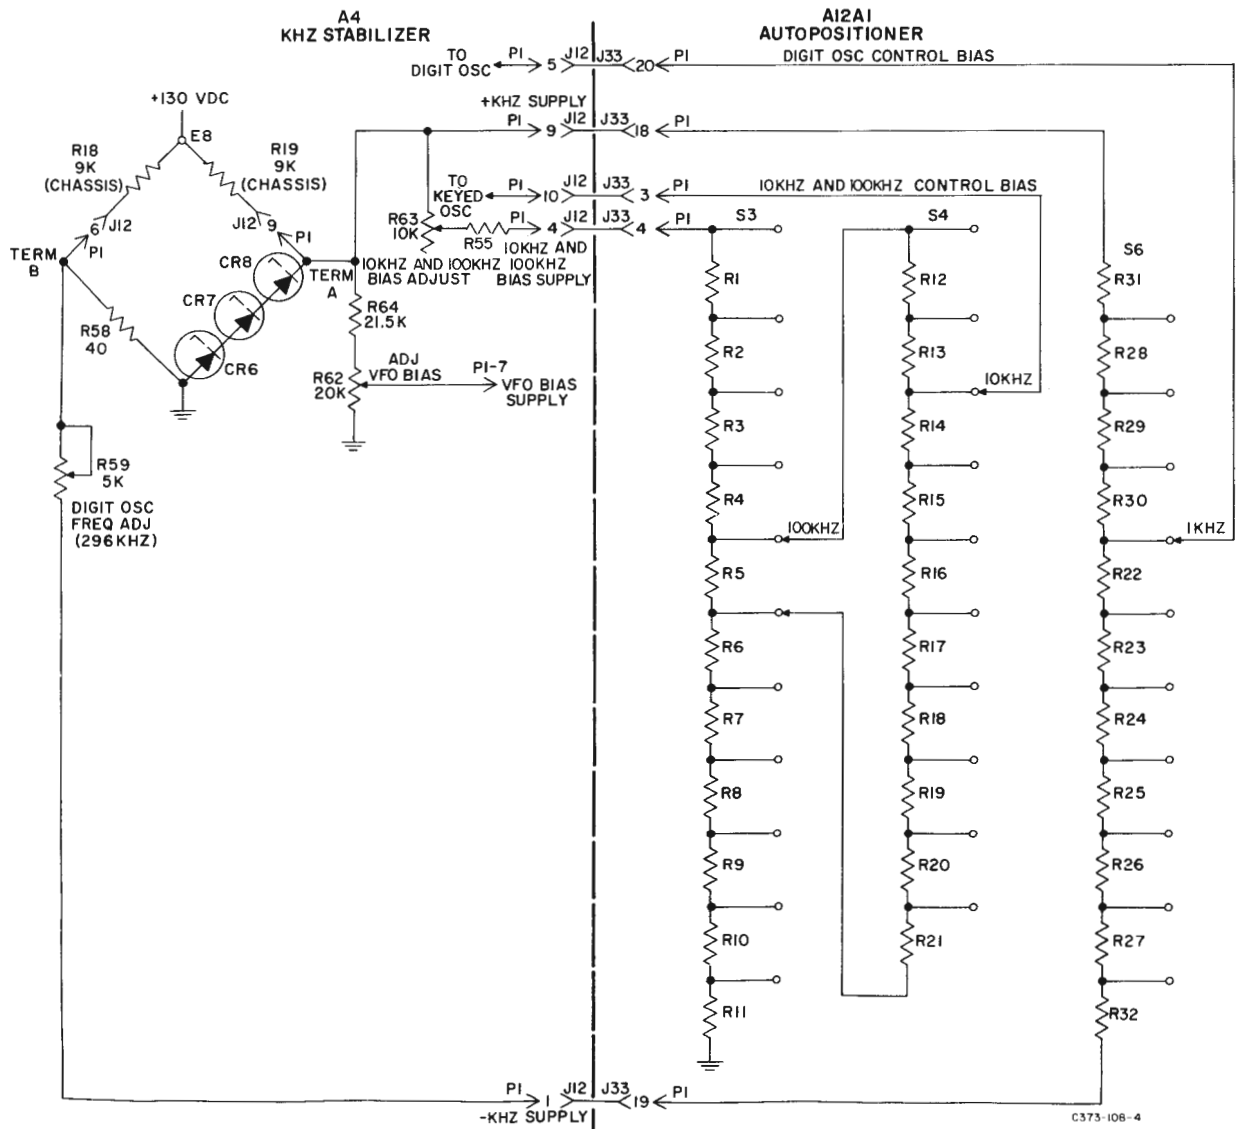 A4
KHZ STABILIZER
A12A1
AUTOPOSITIONER
TO
DIGIT OSC
P1
5
J12
J33
20
P1
DIGIT OSC CONTROL BIAS
+130 VDC
E8
+KHZ SUPPLY
P1
9
J12
J33
18
P1
R18
9K
(CHASSIS)
R19
9K
(CHASSIS)
TO
KEYED
OSC
P1
10
J12
J33
3
P1
10KHZ AND 100KHZ CONTROL BIAS
R63
10K
R55
P1
4
J12
J33
4
P1
S3
S4
S6
6
J12
P1
J12
9
P1
TERM
B
TERM
A
10KHZ AND 100KHZ
BIAS ADJUST
10KHZ AND
100KHZ
BIAS SUPPLY
CR8
CR7
CR6
R58
40
R64
21.5K
R62
20K
ADJ
VFO BIAS
P1-7
VFO BIAS
SUPPLY
R59
5K
DIGIT OSC
FREQ ADJ
(296KHZ)
R1
R2
R3
R4
100KHZ
R5
R6
R7
R8
R9
R10
R11
R12
R13
10KHZ
R14
R15
R16
R17
R18
R19
R20
R21
R31
R28
R29
R30
1KHZ
R22
R23
R24
R25
R26
R27
R32
P1
1
J12
J33
19
P1
-KHZ SUPPLY
C373-108-4